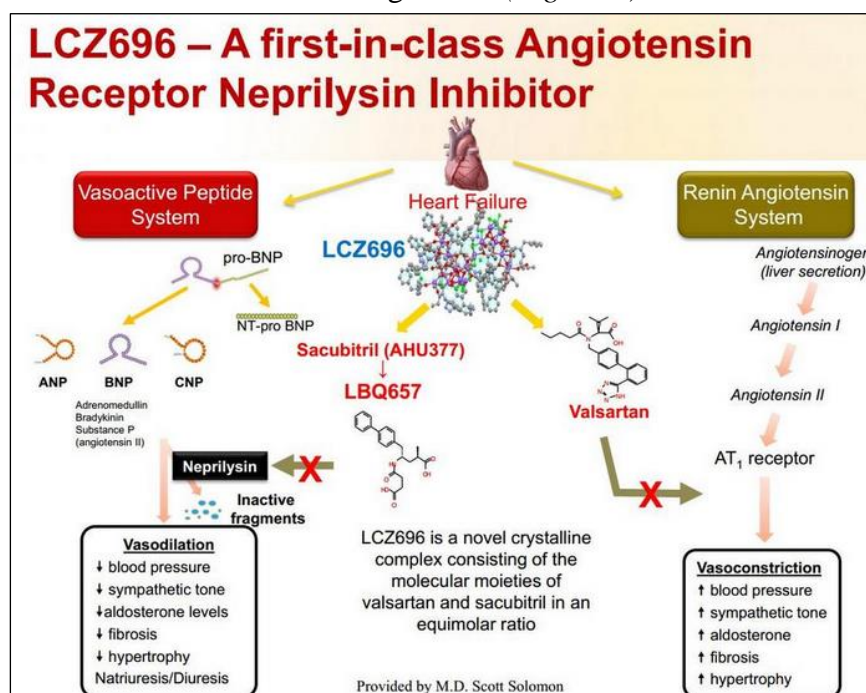 LCZ696 – A first-in-class Angiotensin
Receptor Neprilysin Inhibitor
Vasoactive Peptide
System
Heart Failure
Renin Angiotensin
System
LCZ696
pro-BNP
NT-pro BNP
ANP
BNP
CNP
Adrenomedullin
Bradykinin
Substance P
(angiotensin II)
Sacubitril (AHU377)
LBQ657
Valsartan
Angiotensinogen
(liver secretion)
Angiotensin I
Angiotensin II
AT1 receptor
Neprilysin
X
X
Inactive
fragments
Vasodilation
↓ blood pressure
↓ sympathetic tone
↓aldosterone levels
↓ fibrosis
↓ hypertrophy
Natriuresis/Diuresis
LCZ696 is a novel crystalline
complex consisting of the
molecular moieties of
valsartan and sacubitril in an
equimolar ratio
Vasoconstriction
↑ blood pressure
↑ sympathetic tone
↑ aldosterone
↑ fibrosis
↑ hypertrophy
Provided by M.D. Scott Solomon